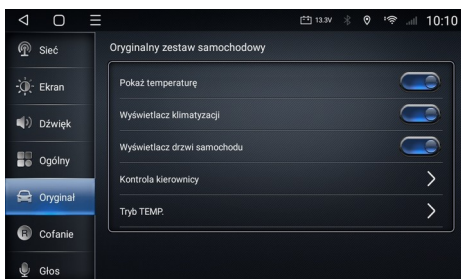 13.3V
10:10
Sieć
Oryginalny zestaw samochodowy
Ekran
Pokaż temperaturę
Dźwięk
Wyświetlacz klimatyzacji
Wyświetlacz drzwi samochodu
Ogólny
Kontrola kierownicy
Oryginał
Tryb TEMP.
R
Cofanie
Głos